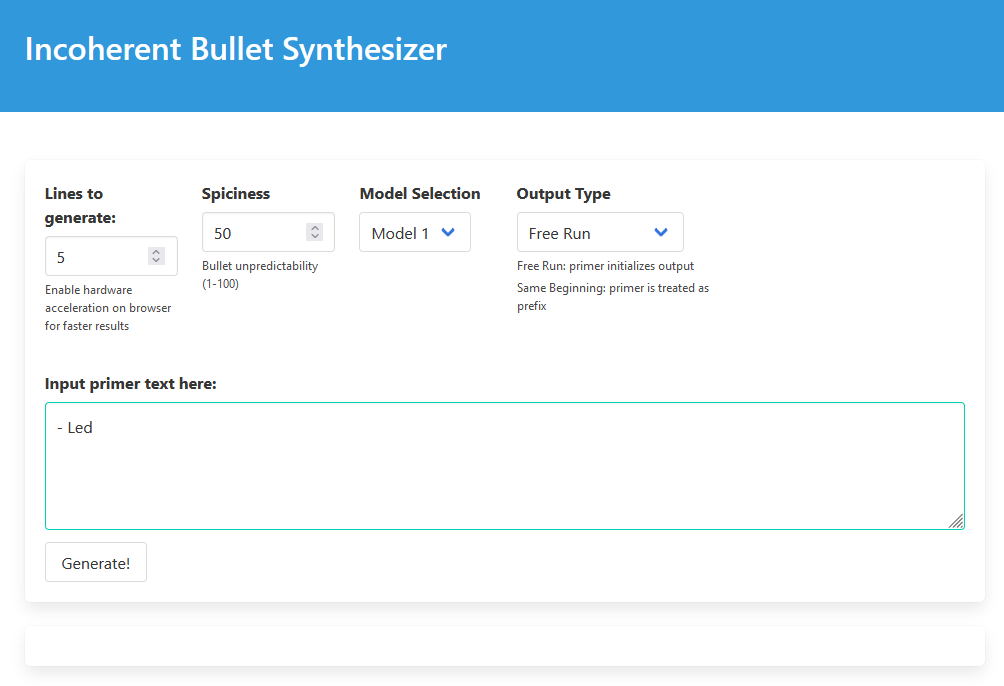 Incoherent Bullet Synthesizer
Lines to
generate:
5
Enable hardware
acceleration on browser
for faster results
Spiciness
50
Bullet unpredictability
(1-100)
Model Selection
Model 1
Output Type
Free Run
Free Run: primer initializes output
Same Beginning: primer is treated as
prefix
Input primer text here:
- Led
Generate!